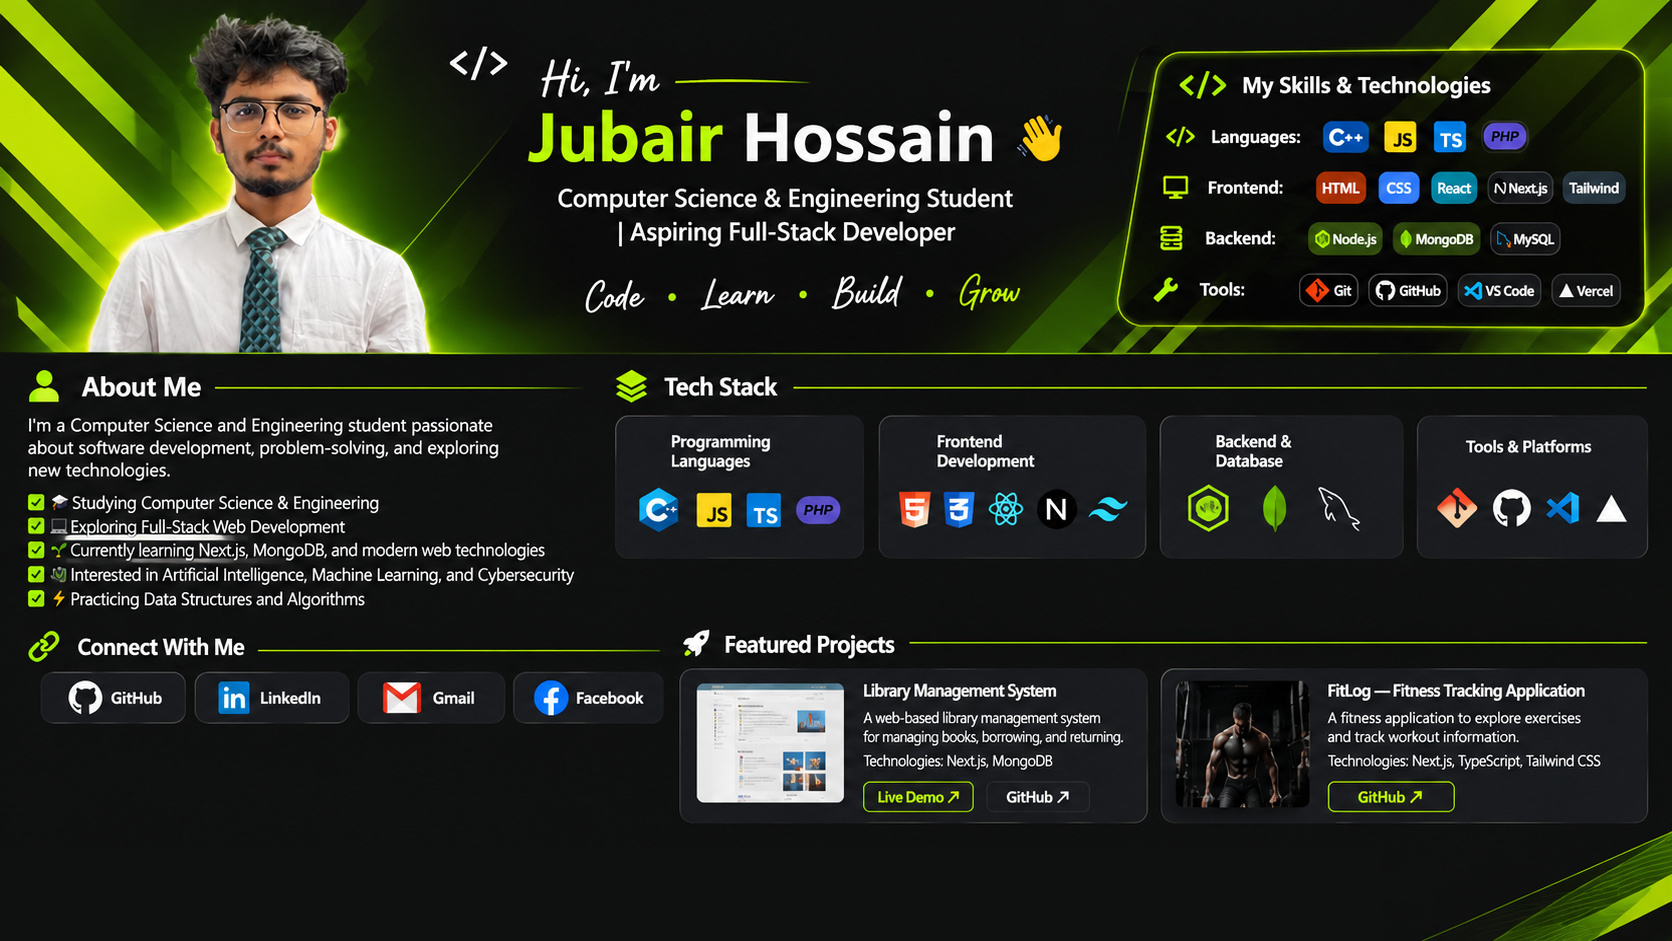 </>
Hi, I'm
Jubair Hossain
Computer Science & Engineering Student
| Aspiring Full-Stack Developer
Code • Learn • Build • Grow
</> My Skills & Technologies
</> Languages: C++ JS TS PHP
Frontend: HTML CSS React Next.js Tailwind
Backend: Node.js MongoDB MySQL
Tools: Git GitHub VS Code Vercel
About Me
I'm a Computer Science and Engineering student passionate
about software development, problem-solving, and exploring
new technologies.
Studying Computer Science & Engineering
Exploring Full-Stack Web Development
Currently learning Next.js, MongoDB, and modern web technologies
Interested in Artificial Intelligence, Machine Learning, and Cybersecurity
Practicing Data Structures and Algorithms
Tech Stack
Programming
Languages
C++ JS TS PHP
Frontend
Development
5 3 N
Backend &
Database
Tools & Platforms
Connect With Me
GitHub
in LinkedIn
Gmail
f Facebook
Featured Projects
Library Management System
A web-based library management system
for managing books, borrowing, and returning.
Technologies: Next.js, MongoDB
Live Demo ↗ GitHub ↗
FitLog — Fitness Tracking Application
A fitness application to explore exercises
and track workout information.
Technologies: Next.js, TypeScript, Tailwind CSS
GitHub ↗